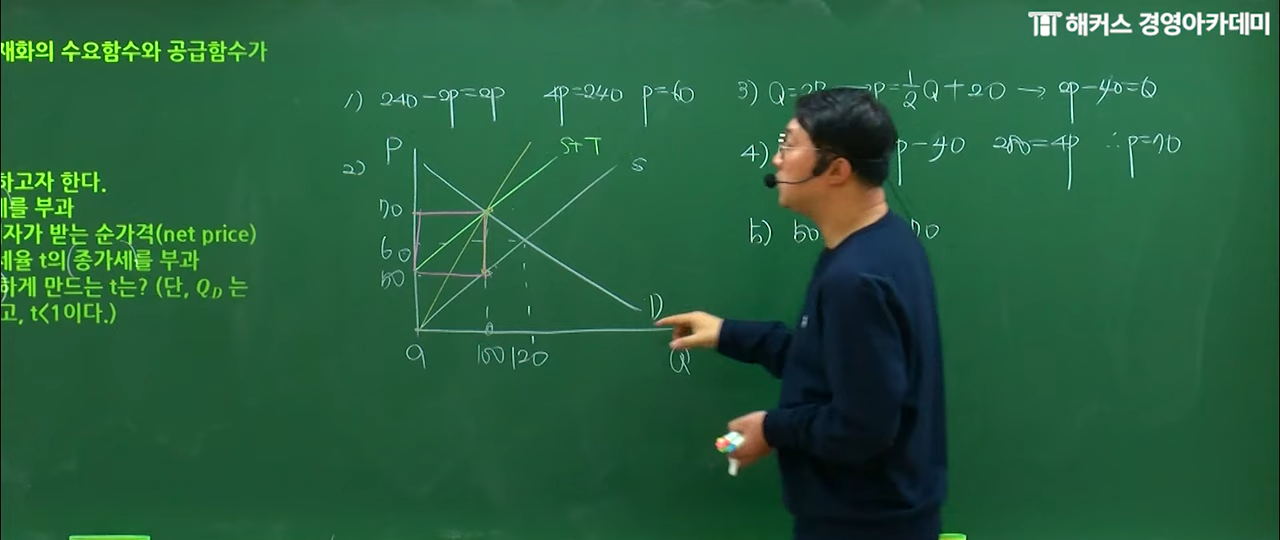 해커스 경영아카데미
재화의 수요함수와 공급함수가
하고자 한다.
를 부과
자가 받는 순가격(net price)
세율 t의 종가세를 부과
하게 만드는 t는? (단, Q_D 는
고, t<1이다.)
1) 240-2p=2p 4p=240 p=60
2)
P
S+T
S
70
60
50
D
0
100 120
Q
3) Q=2P → P=1/2Q+20 → 2p-40=Q
4) p-40 280=4p ∴p=70
5) 50 70